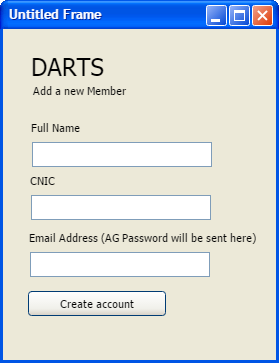 Untitled Frame
DARTS
Add a new Member
Full Name
CNIC
Email Address (AG Password will be sent here)
Create account